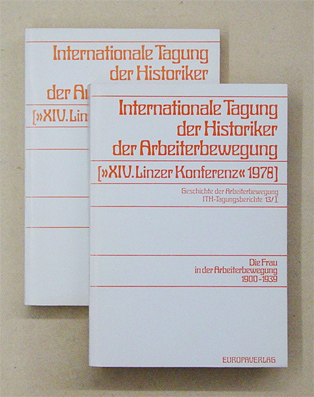 Internationale Tagung
der Historiker
der Ar
[»XIV. Lin
Internationale Tagung
der Historiker
der Arbeiterbewegung
[»XIV. Linzer Konferenz« 1978]
Geschichte der Arbeiterbewegung
ITH-Tagungsberichte 13/I
Die Frau
in der Arbeiterbewegung
1900-1939
EUROPAVERLAG